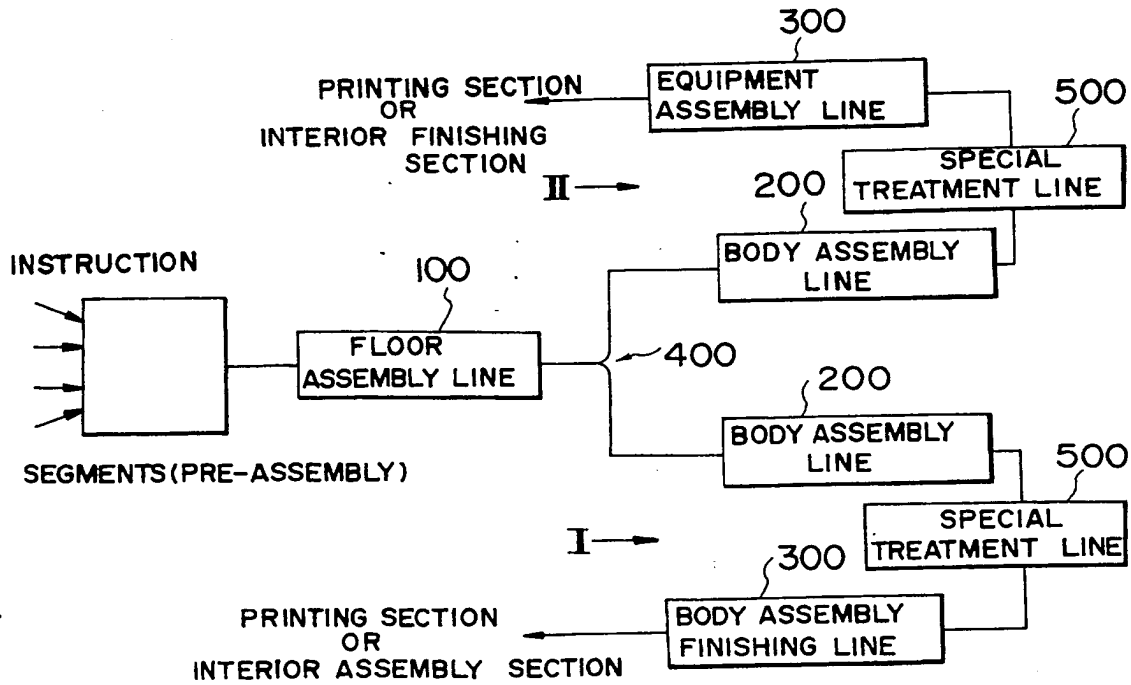 300
PRINTING SECTION
OR
INTERIOR FINISHING
SECTION
EQUIPMENT
ASSEMBLY LINE
500
SPECIAL
TREATMENT LINE
II
200
BODY ASSEMBLY
LINE
INSTRUCTION
100
FLOOR
ASSEMBLY LINE
400
SEGMENTS (PRE-ASSEMBLY)
200
BODY ASSEMBLY
LINE
500
SPECIAL
TREATMENT LINE
I
300
BODY ASSEMBLY
FINISHING LINE
PRINTING SECTION
OR
INTERIOR ASSEMBLY SECTION